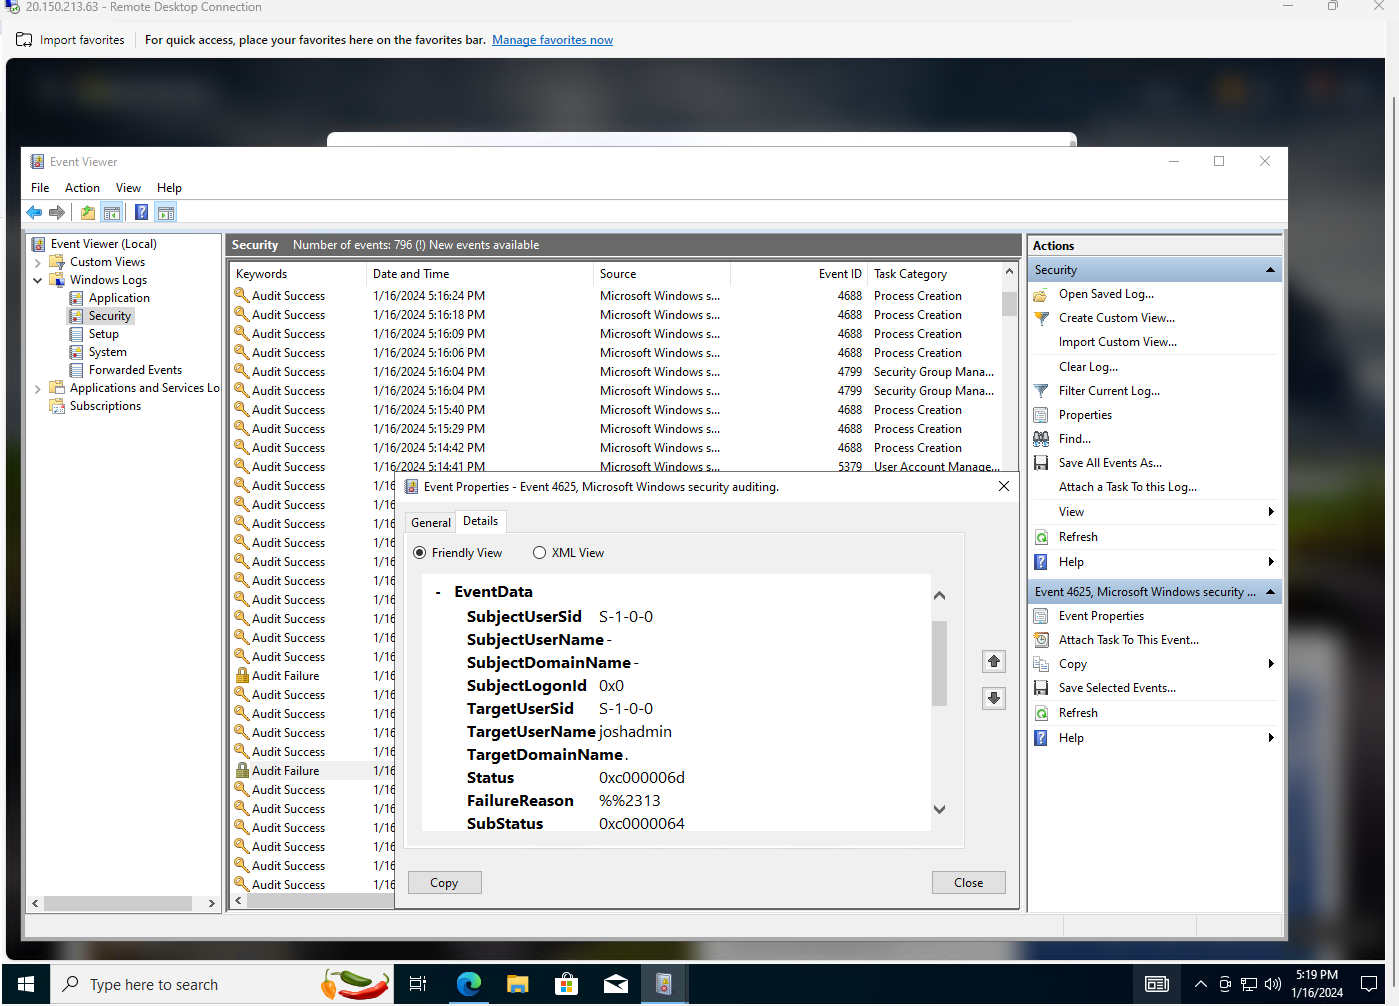 20.150.213.63 - Remote Desktop Connection
Import favorites
For quick access, place your favorites here on the favorites bar. Manage favorites now
Event Viewer
File Action View Help
Event Viewer (Local)
Custom Views
Windows Logs
Application
Security
Setup
System
Forwarded Events
Applications and Services Lo
Subscriptions
Security Number of events: 796 (!) New events available
Keywords Date and Time Source Event ID Task Category
Audit Success 1/16/2024 5:16:24 PM Microsoft Windows s... 4688 Process Creation
Audit Success 1/16/2024 5:16:18 PM Microsoft Windows s... 4688 Process Creation
Audit Success 1/16/2024 5:16:09 PM Microsoft Windows s... 4688 Process Creation
Audit Success 1/16/2024 5:16:06 PM Microsoft Windows s... 4688 Process Creation
Audit Success 1/16/2024 5:16:04 PM Microsoft Windows s... 4799 Security Group Mana...
Audit Success 1/16/2024 5:16:04 PM Microsoft Windows s... 4799 Security Group Mana...
Audit Success 1/16/2024 5:15:40 PM Microsoft Windows s... 4688 Process Creation
Audit Success 1/16/2024 5:15:29 PM Microsoft Windows s... 4688 Process Creation
Audit Success 1/16/2024 5:14:42 PM Microsoft Windows s... 4688 Process Creation
Audit Success 1/16/2024 5:14:41 PM Microsoft Windows s... 5379 User Account Manage...
Audit Success 1/16
Audit Success 1/16
Audit Success 1/16
Audit Success 1/16
Audit Success 1/16
Audit Success 1/16
Audit Success 1/16
Audit Success 1/16
Audit Success 1/16
Audit Success 1/16
Audit Failure 1/16
Audit Success 1/16
Audit Success 1/16
Audit Success 1/16
Audit Success 1/16
Audit Failure 1/16
Audit Success 1/16
Audit Success 1/16
Audit Success 1/16
Audit Success 1/16
Audit Success 1/16
Audit Success 1/16
Event Properties - Event 4625, Microsoft Windows security auditing.
General Details
Friendly View XML View
- EventData
SubjectUserSid S-1-0-0
SubjectUserName -
SubjectDomainName -
SubjectLogonId 0x0
TargetUserSid S-1-0-0
TargetUserName joshadmin
TargetDomainName .
Status 0xc000006d
FailureReason %%2313
SubStatus 0xc0000064
Copy Close
Actions
Security
Open Saved Log...
Create Custom View...
Import Custom View...
Clear Log...
Filter Current Log...
Properties
Find...
Save All Events As...
Attach a Task To this Log...
View
Refresh
Help
Event 4625, Microsoft Windows security ...
Event Properties
Attach Task To This Event...
Copy
Save Selected Events...
Refresh
Help
Type here to search
5:19 PM
1/16/2024